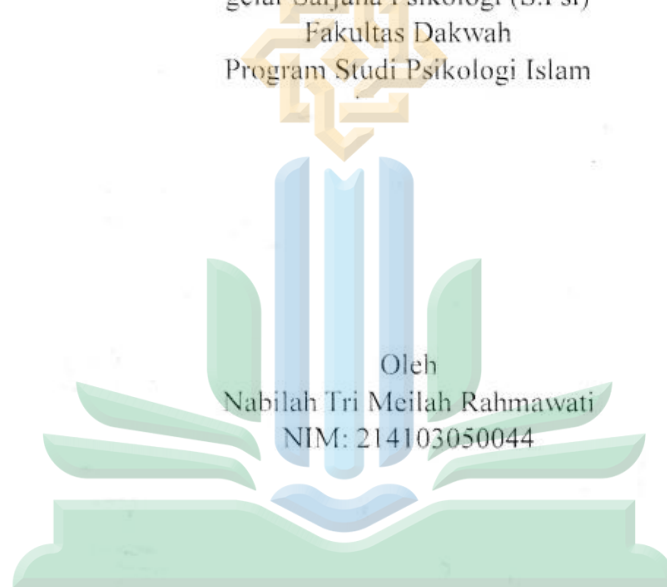 gelar Sarjana Psikologi (S.Psi)
Fakultas Dakwah
Program Studi Psikologi Islam
Oleh
Nabilah Tri Meilah Rahmawati
NIM: 214103050044